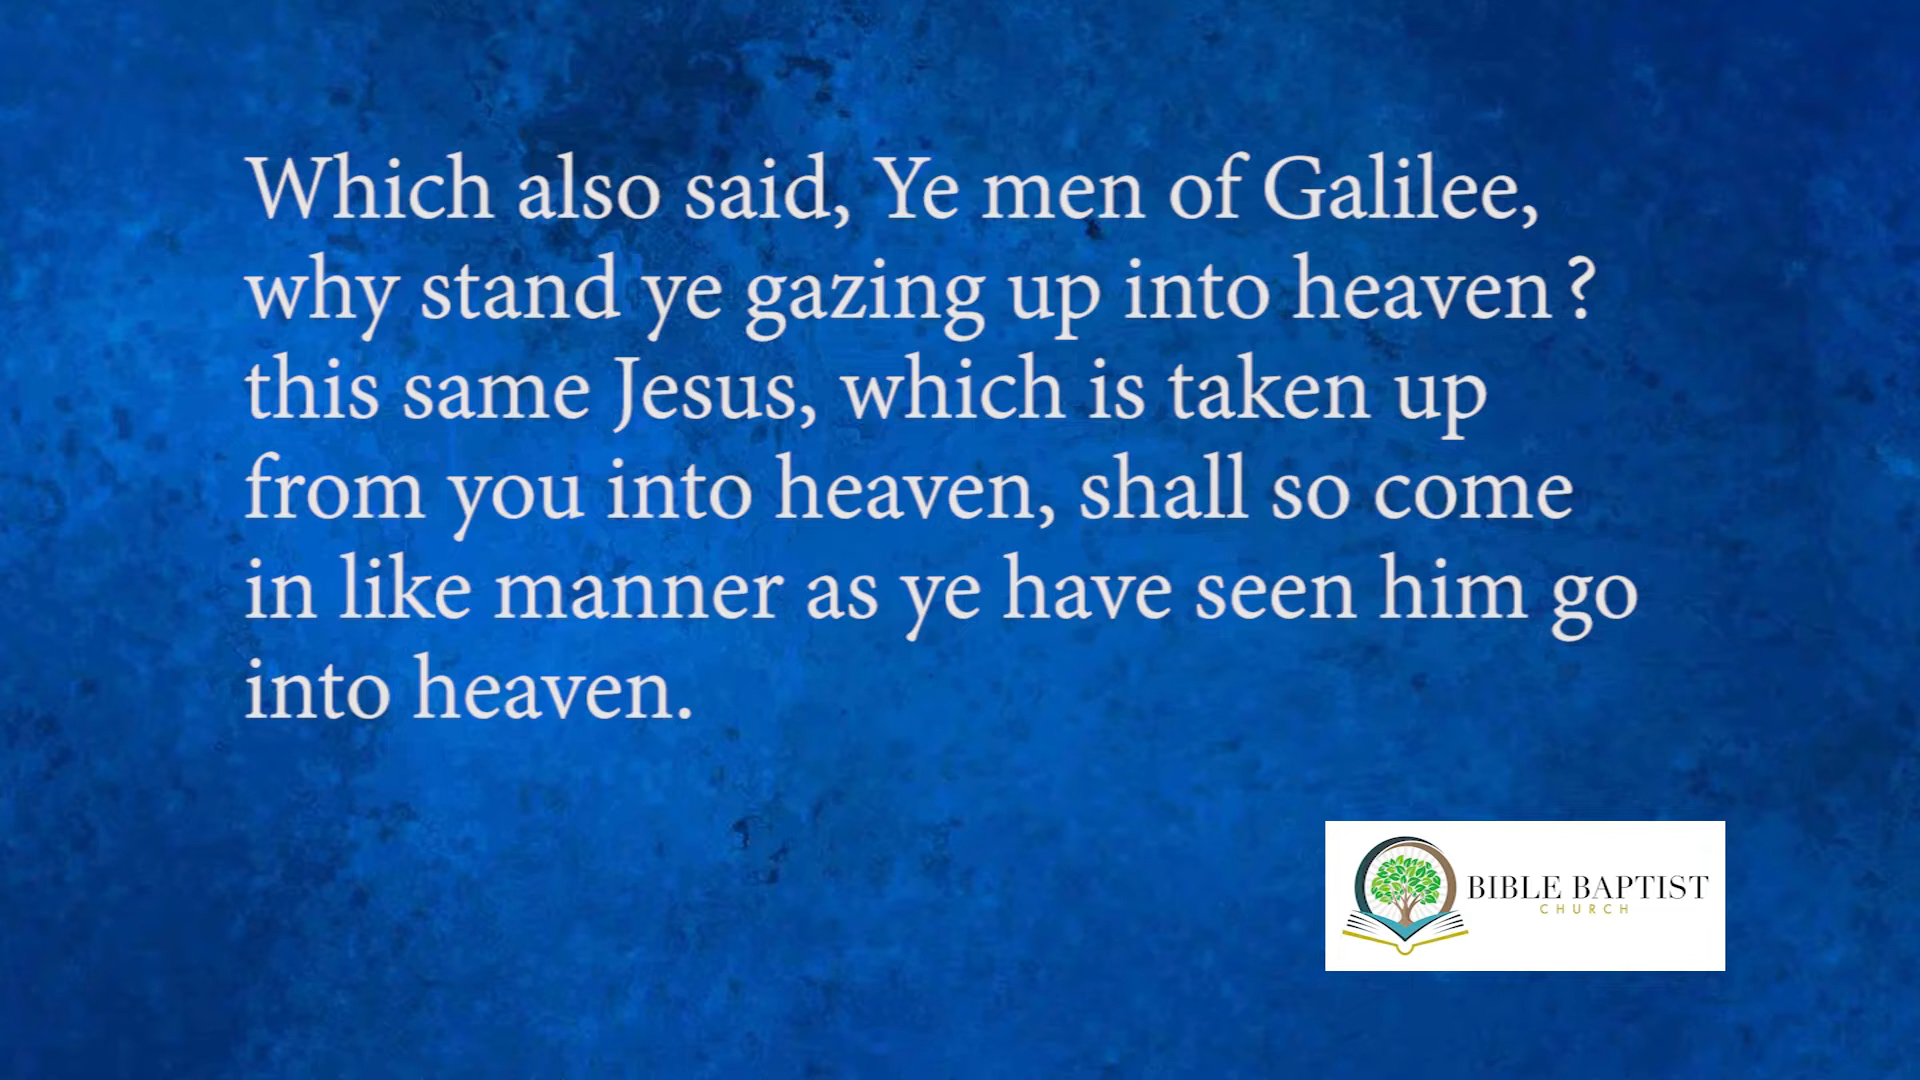 Which also said, Ye men of Galilee,
why stand ye gazing up into heaven?
this same Jesus, which is taken up
from you into heaven, shall so come
in like manner as ye have seen him go
into heaven.
BIBLE BAPTIST
CHURCH